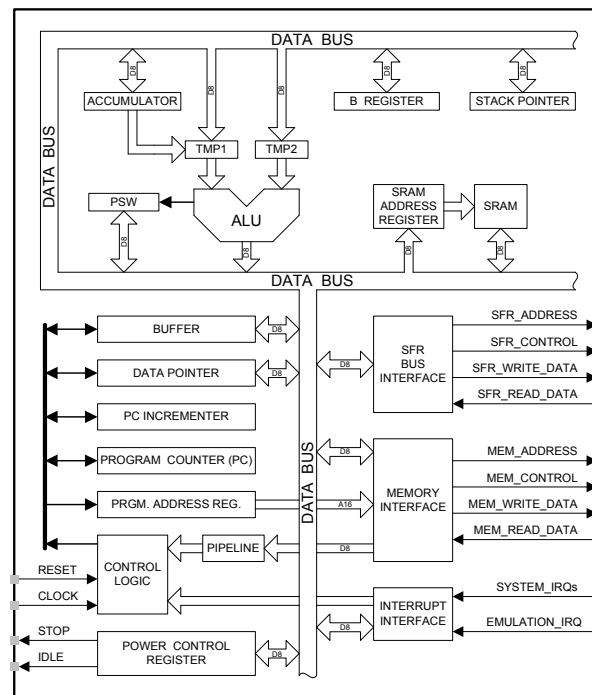 DATA BUS
D8
D8
D8
D8
D8
ACCUMULATOR
B REGISTER
STACK POINTER
DATA BUS
TMP1
TMP2
PSW
ALU
SRAM
ADDRESS
REGISTER
SRAM
D8
D8
D8
D8
DATA BUS
BUFFER
D8
DATA POINTER
D8
PC INCREMENTER
PROGRAM COUNTER (PC)
PRGM. ADDRESS REG.
A16
DATA BUS
D8
SFR
BUS
INTERFACE
SFR_ADDRESS
SFR_CONTROL
SFR_WRITE_DATA
SFR_READ_DATA
D8
MEMORY
INTERFACE
MEM_ADDRESS
MEM_CONTROL
MEM_WRITE_DATA
MEM_READ_DATA
CONTROL
LOGIC
PIPELINE
D8
RESET
CLOCK
INTERRUPT
INTERFACE
SYSTEM_IRQs
EMULATION_IRQ
D8
STOP
IDLE
POWER CONTROL
REGISTER
D8